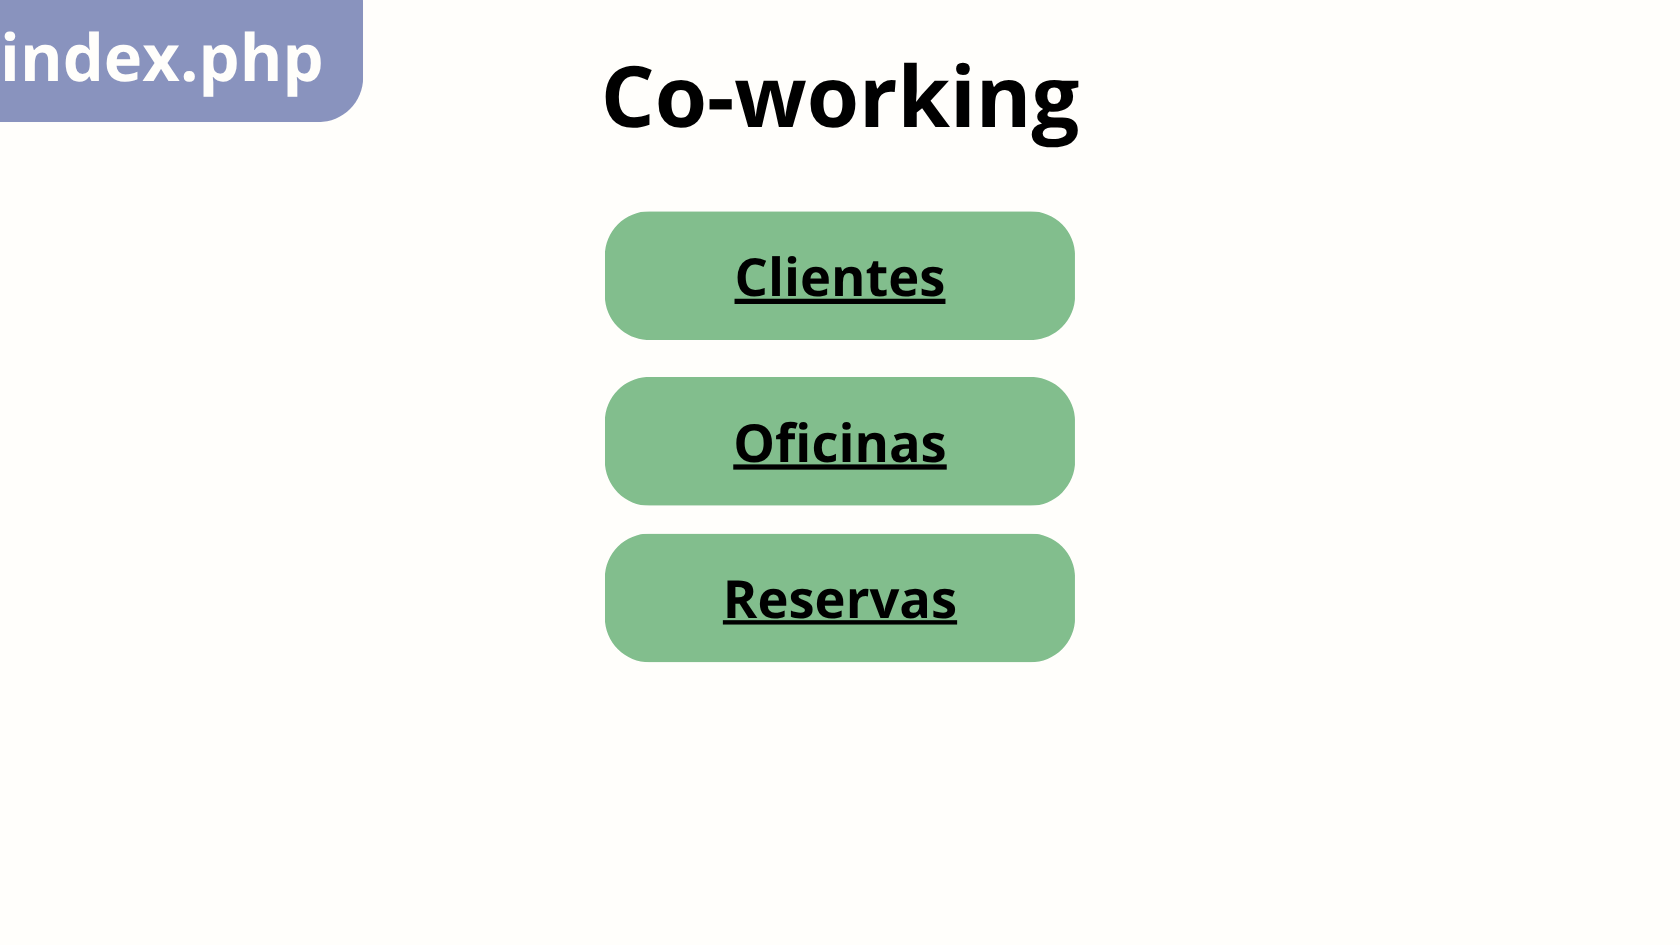 index.php
Co-working
Clientes
Oficinas
Reservas